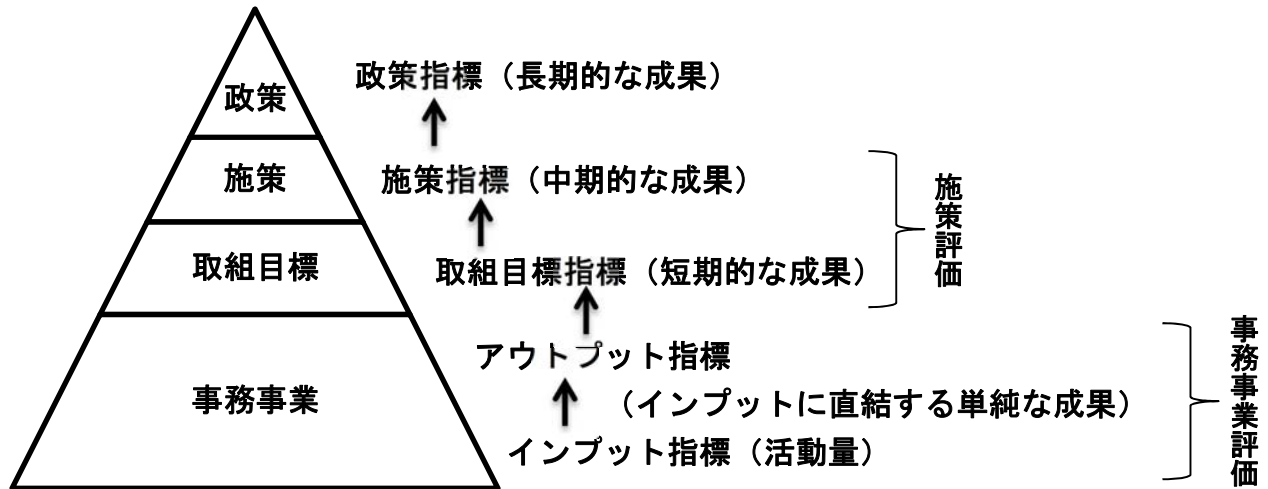 政策
政策指標（長期的な成果）
施策
施策指標（中期的な成果）
施策評価
取組目標
取組目標指標（短期的な成果）
事務事業
アウトプット指標
（インプットに直結する単純な成果）
インプット指標（活動量）
事務事業評価